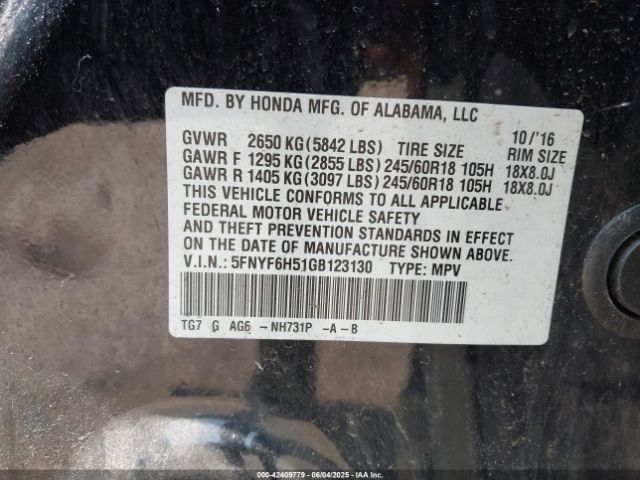 MFD. BY HONDA MFG. OF ALABAMA, LLC
10/'16
GVWR 2650 KG (5842 LBS) TIRE SIZE RIM SIZE
GAWR F 1295 KG (2855 LBS) 245/60R18 105H 18X8.0J
GAWR R 1405 KG (3097 LBS) 245/60R18 105H 18X8.0J
THIS VEHICLE CONFORMS TO ALL APPLICABLE
FEDERAL MOTOR VEHICLE SAFETY
AND THEFT PREVENTION STANDARDS IN EFFECT
ON THE DATE OF MANUFACTURE SHOWN ABOVE.
V.I.N.: 5FNYF6H51GB123130 TYPE: MPV
TG7 G AG6 -NH731P -A-B
000-42409779 - 06/04/2025 - IAA Inc.